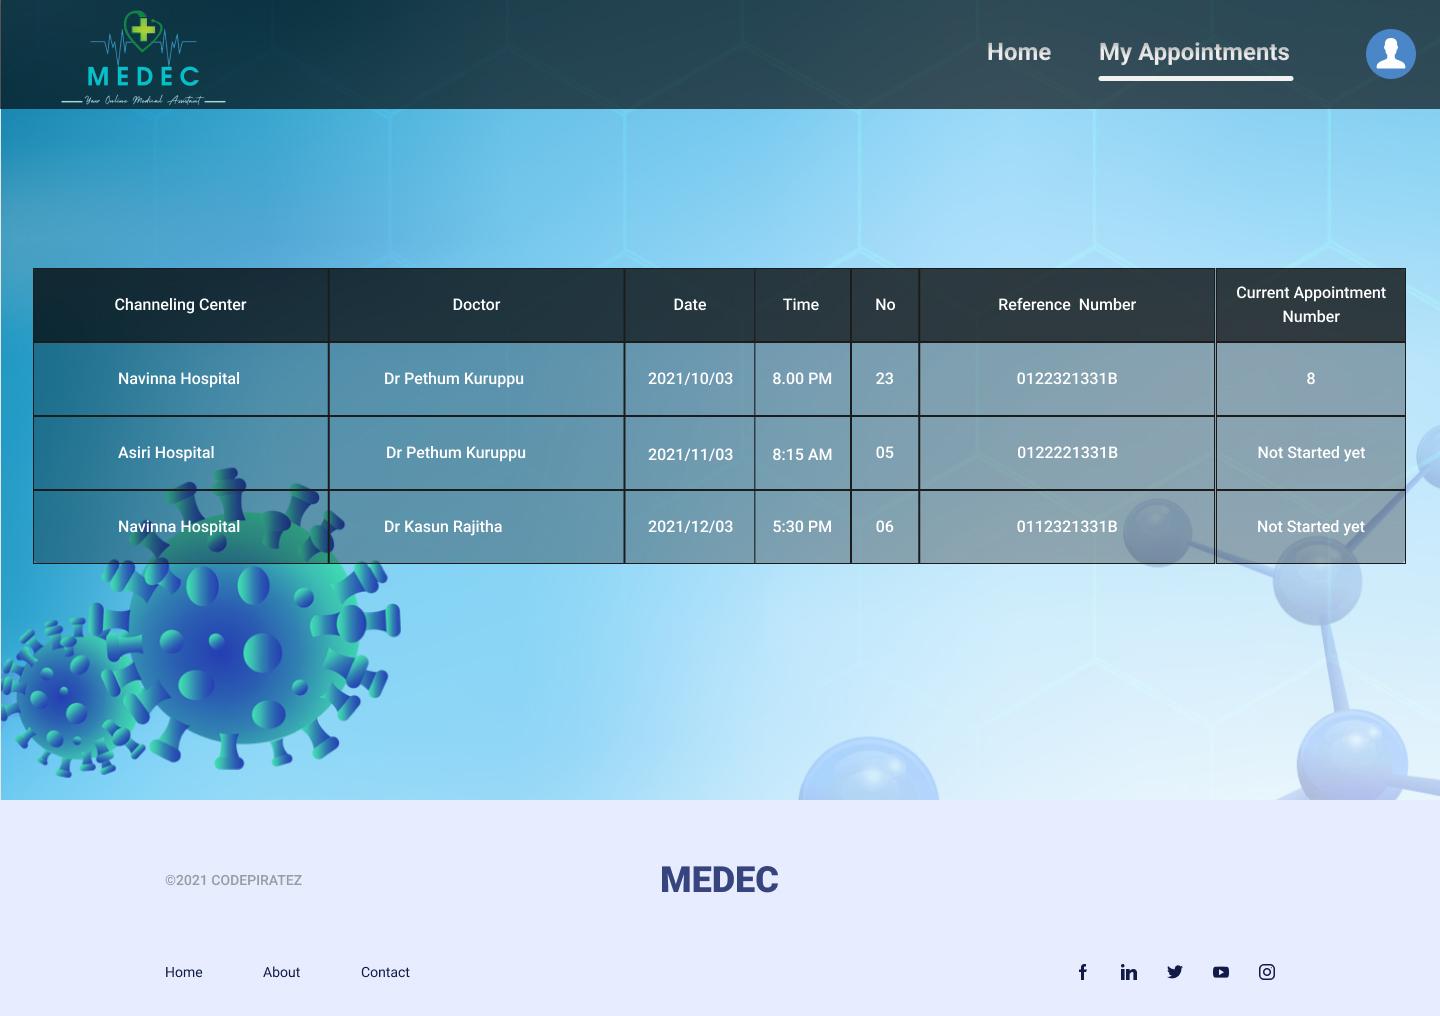 MEDEC
Your Online Medical Assistant
Home My Appointments
Channeling Center Doctor Date Time No Reference Number Current Appointment Number
Navinna Hospital Dr Pethum Kuruppu 2021/10/03 8.00 PM 23 0122321331B 8
Asiri Hospital Dr Pethum Kuruppu 2021/11/03 8:15 AM 05 0122221331B Not Started yet
Navinna Hospital Dr Kasun Rajitha 2021/12/03 5:30 PM 06 0112321331B Not Started yet
©2021 CODEPIRATEZ MEDEC
Home About Contact